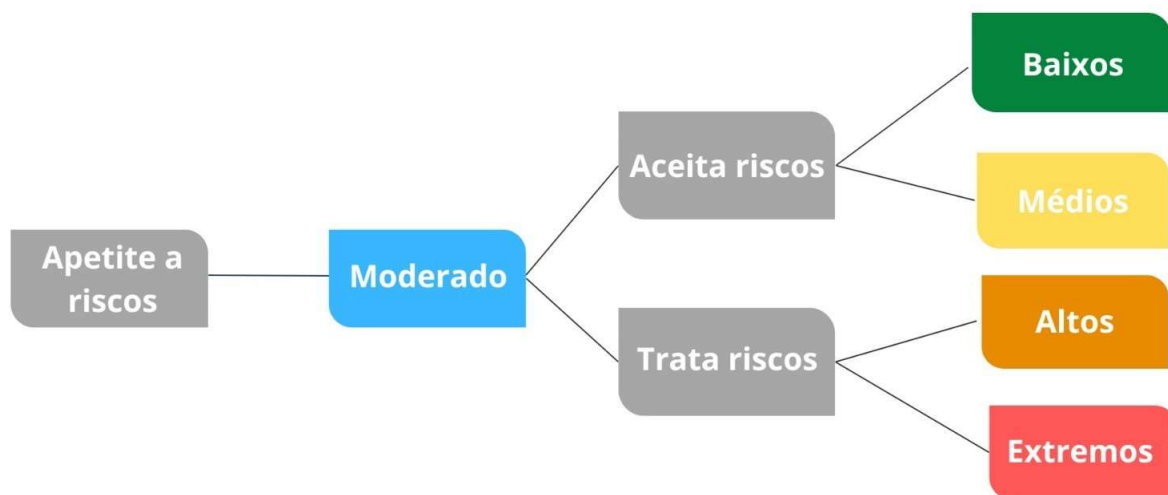 Apetite a
riscos
Moderado
Aceita riscos
Baixos
Médios
Trata riscos
Altos
Extremos